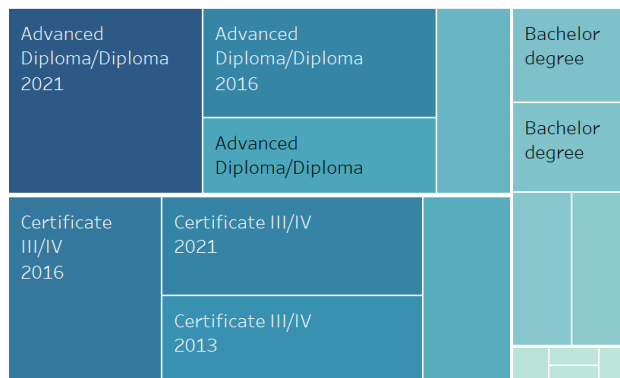 Advanced
Diploma/Diploma
2021
Advanced
Diploma/Diploma
2016
Advanced
Diploma/Diploma
Bachelor
degree
Bachelor
degree
Certificate
III/IV
2016
Certificate III/IV
2021
Certificate III/IV
2013